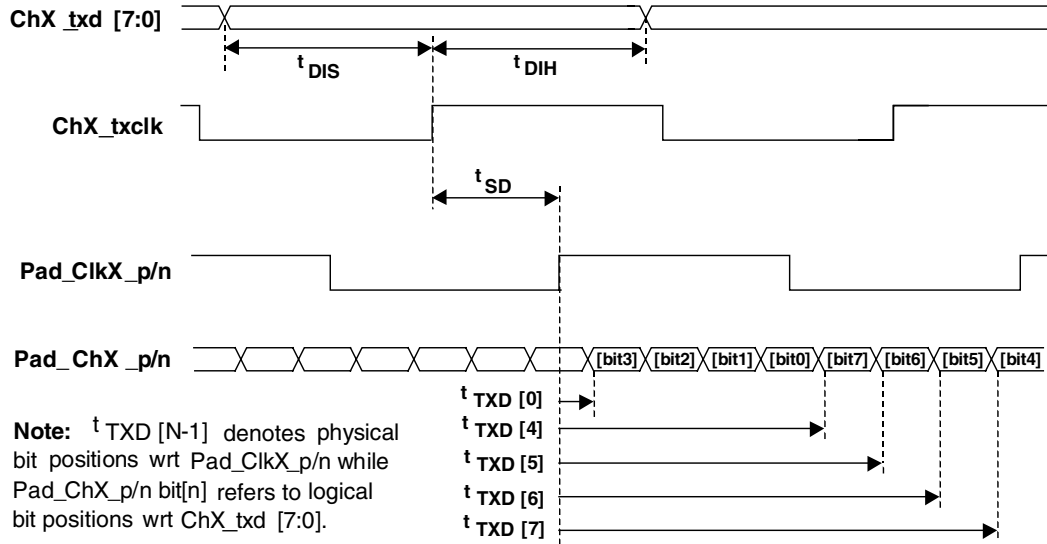 ChX_txd [7:0]
t DIS
t DIH
ChX_txclk
t SD
Pad_ClkX_p/n
Pad_ChX_p/n
[bit3] [bit2] [bit1] [bit0] [bit7] [bit6] [bit5] [bit4]
t TXD [0]
t TXD [4]
t TXD [5]
t TXD [6]
t TXD [7]
Note: t TXD [N-1] denotes physical
bit positions wrt Pad_ClkX_p/n while
Pad_ChX_p/n bit[n] refers to logical
bit positions wrt ChX_txd [7:0].